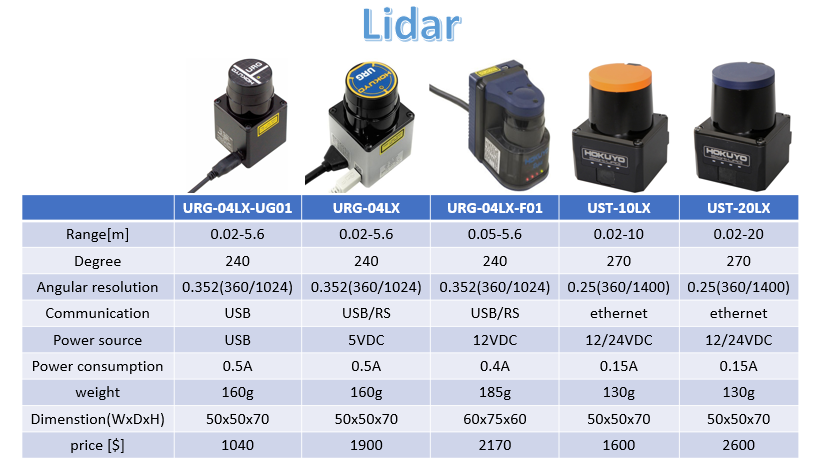 Lidar
URG
HOKUYO
HOKUYO
URG
HOKUYO
HOKUYO
URG-04LX-UG01 URG-04LX URG-04LX-F01 UST-10LX UST-20LX
Range[m] 0.02-5.6 0.02-5.6 0.05-5.6 0.02-10 0.02-20
Degree 240 240 240 270 270
Angular resolution 0.352(360/1024) 0.352(360/1024) 0.352(360/1024) 0.25(360/1400) 0.25(360/1400)
Communication USB USB/RS USB/RS ethernet ethernet
Power source USB 5VDC 12VDC 12/24VDC 12/24VDC
Power consumption 0.5A 0.5A 0.4A 0.15A 0.15A
weight 160g 160g 185g 130g 130g
Dimenstion(WxDxH) 50x50x70 50x50x70 60x75x60 50x50x70 50x50x70
price [$] 1040 1900 2170 1600 2600